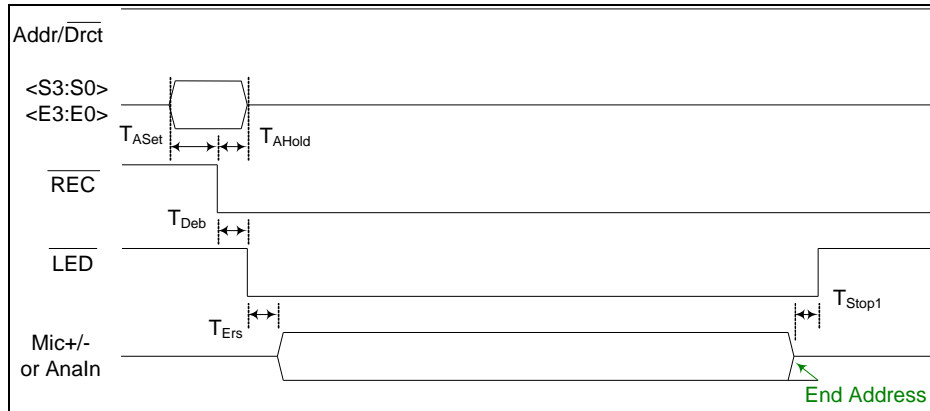 Addr/Drct
<S3:S0>
<E3:E0>
TASet
TAHold
REC
TDeb
LED
TStop1
TErs
Mic+/-
or AnaIn
End Address